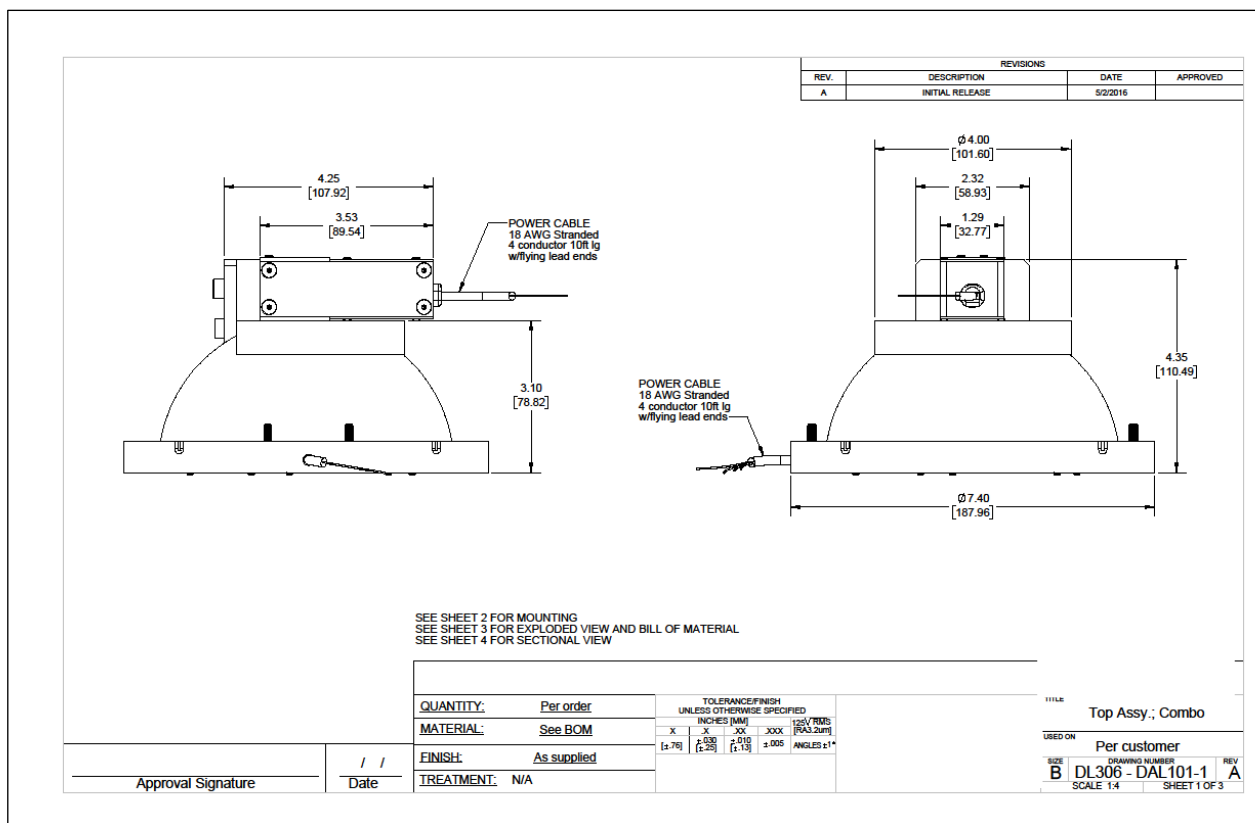 REVISIONS
REV. DESCRIPTION DATE APPROVED
A INITIAL RELEASE 5/2/2016
4.25
[107.92]
3.53
[89.54]
POWER CABLE
18 AWG Stranded
4 conductor 10ft lg
w/flying lead ends
3.10
[78.82]
Ø4.00
[101.60]
2.32
[58.93]
1.29
[32.77]
4.35
[110.49]
POWER CABLE
18 AWG Stranded
4 conductor 10ft lg
w/flying lead ends
Ø7.40
[187.96]
SEE SHEET 2 FOR MOUNTING
SEE SHEET 3 FOR EXPLODED VIEW AND BILL OF MATERIAL
SEE SHEET 4 FOR SECTIONAL VIEW
QUANTITY: Per order
MATERIAL: See BOM
FINISH: As supplied
TREATMENT: N/A
TOLERANCE/FINISH
UNLESS OTHERWISE SPECIFIED
INCHES [MM]
X .X .XX .XXX
125√ RMS
[RA3.2um]
[±.76]
±.030
[±.25]
±.010
[±.13]
±.005
ANGLES ±1°
/ /
Approval Signature Date
TITLE
Top Assy.; Combo
USED ON
Per customer
SIZE DRAWING NUMBER REV
B DL306 - DAL101-1 A
SCALE 1:4 SHEET 1 OF 3